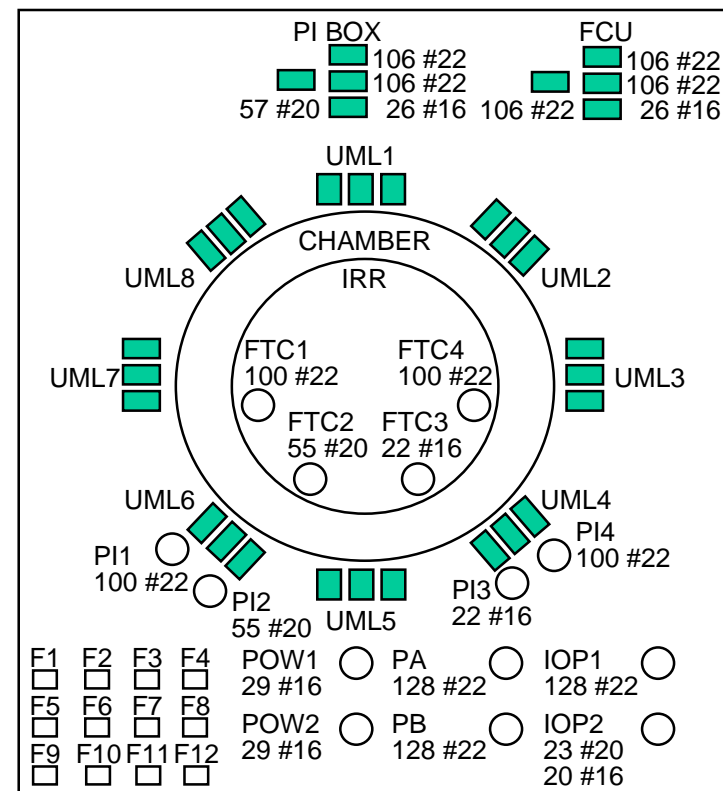 PI BOX FCU
106 #22 106 #22
106 #22 106 #22
57 #20 26 #16 106 #22 26 #16
UML1
CHAMBER
UML8 UML2
IRR
FTC1 FTC4
UML7 100 #22 100 #22 UML3
FTC2 FTC3
55 #20 22 #16
UML6 UML4
PI1 PI4
100 #22 100 #22
PI2 PI3
55 #20 UML5 22 #16
F1 F2 F3 F4 POW1 PA IOP1
29 #16 128 #22 128 #22
F5 F6 F7 F8 POW2 PB IOP2
29 #16 128 #22 23 #20
F9 F10 F11 F12 20 #16